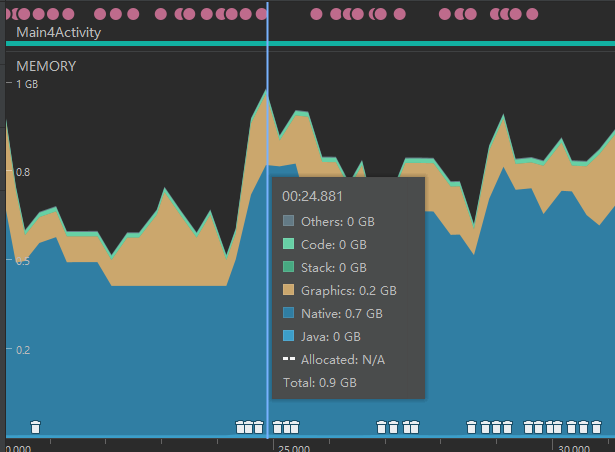 Main4Activity
MEMORY
1 GB
0.8
0.5
0.2
00:24.881
Others: 0 GB
Code: 0 GB
Stack: 0 GB
Graphics: 0.2 GB
Native: 0.7 GB
Java: 0 GB
Allocated: N/A
Total: 0.9 GB
0.000 25.000 30.000